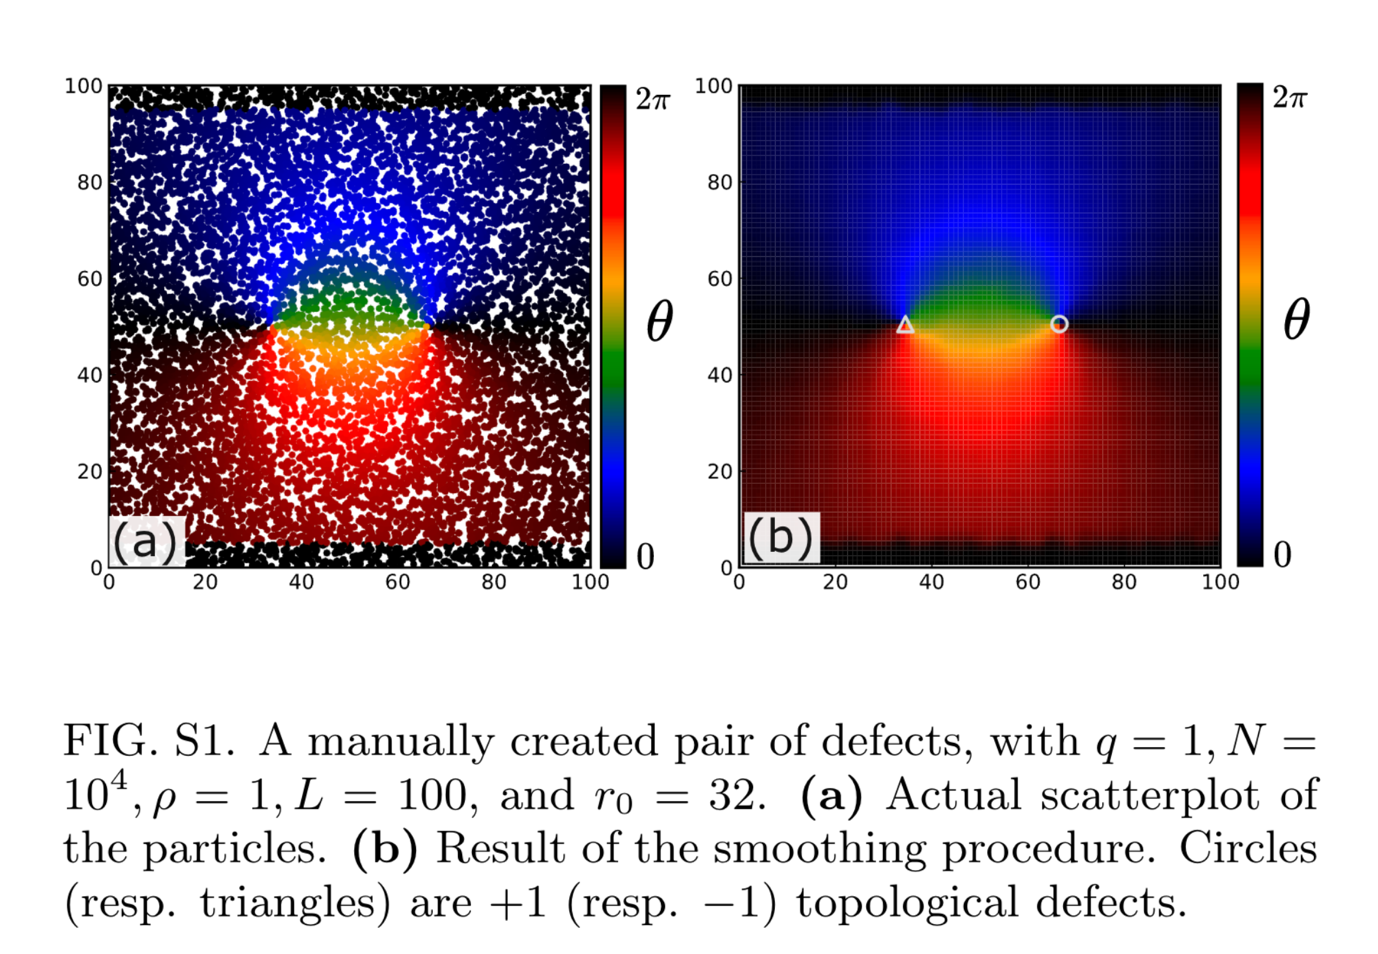 100
80
60
40
20
0
0 20 40 60 80 100
(a)
2π
θ
0
100
80
60
40
20
0
0 20 40 60 80 100
(b)
2π
θ
0
FIG. S1. A manually created pair of defects, with q = 1, N =
10⁴, ρ = 1, L = 100, and r₀ = 32. (a) Actual scatterplot of
the particles. (b) Result of the smoothing procedure. Circles
(resp. triangles) are +1 (resp. −1) topological defects.